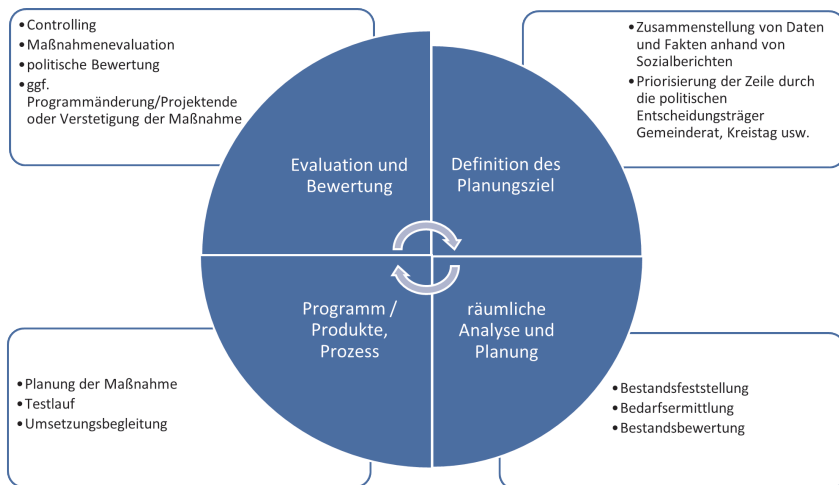 •Controlling
•Maßnahmenevaluation
•politische Bewertung
•ggf.
Programmänderung/Projektende
oder Verstetigung der Maßnahme
•Zusammenstellung von Daten
und Fakten anhand von
Sozialberichten
•Priorisierung der Zeile durch
die politischen
Entscheidungsträger
Gemeinderat, Kreistag usw.
Evaluation und
Bewertung
Definition des
Planungsziel
Programm /
Produkte,
Prozess
räumliche
Analyse und
Planung
•Planung der Maßnahme
•Testlauf
•Umsetzungsbegleitung
•Bestandsfeststellung
•Bedarfsermittlung
•Bestandsbewertung